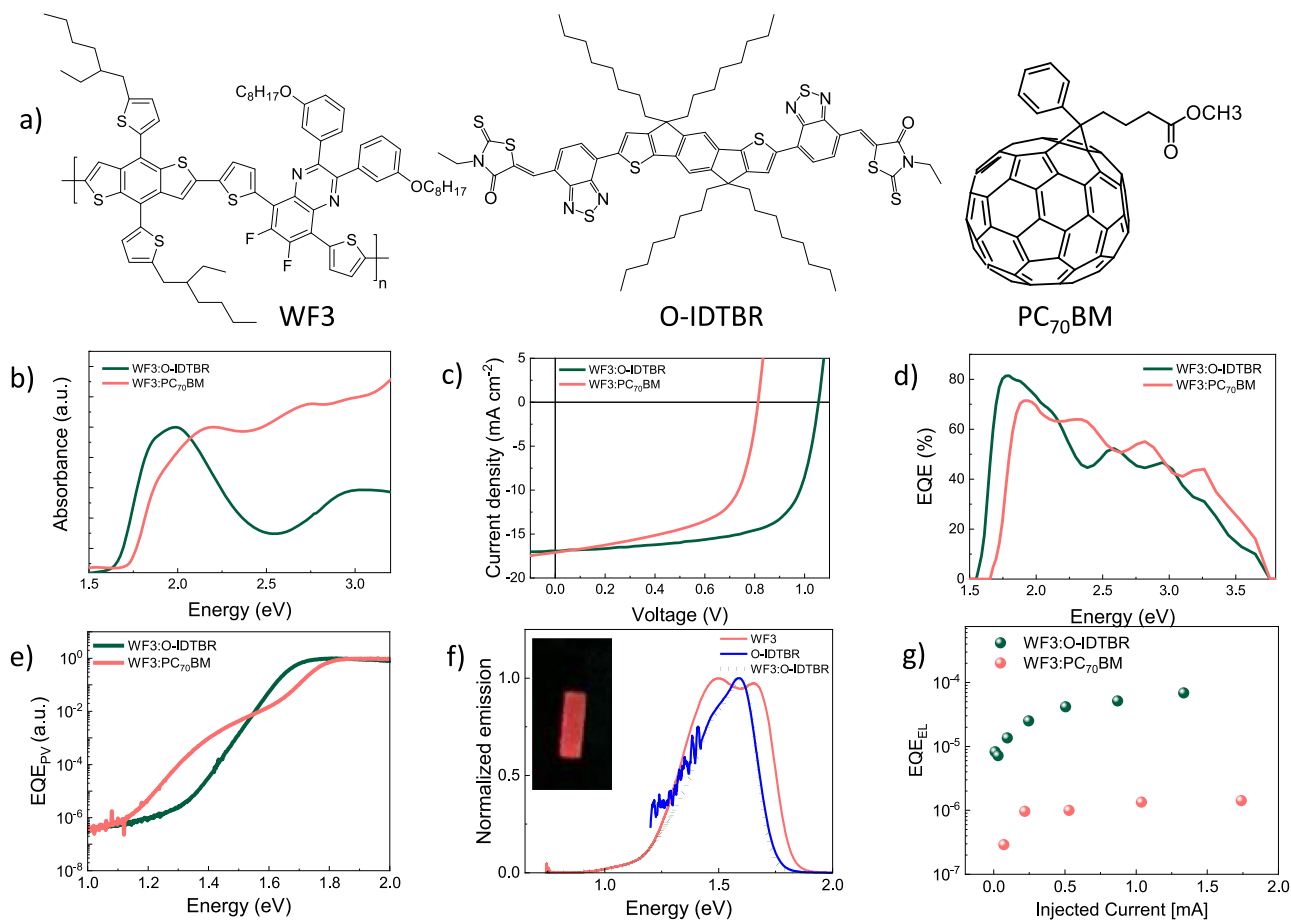 a)
C₈H₁₇O
OC₈H₁₇
S
S
S
S
S
S
N
N
F
F
n
WF3
S
N
O
S
N
S
N
S
S
N
S
N
O
N
S
S
O-IDTBR
O
OCH3
PC₇₀BM
b)
WF3:O-IDTBR
WF3:PC₇₀BM
Absorbance (a.u.)
1.5 2.0 2.5 3.0
Energy (eV)
c)
WF3:O-IDTBR
WF3:PC₇₀BM
Current density (mA cm⁻²)
5
0
-5
-10
-15
-20
0.0 0.2 0.4 0.6 0.8 1.0
Voltage (V)
d)
WF3:O-IDTBR
WF3:PC₇₀BM
EQE (%)
80
60
40
20
0
1.5 2.0 2.5 3.0 3.5
Energy (eV)
e)
WF3:O-IDTBR
WF3:PC₇₀BM
EQE_PV (a.u.)
10⁰
10⁻²
10⁻⁴
10⁻⁶
10⁻⁸
1.0 1.2 1.4 1.6 1.8 2.0
Energy (eV)
f)
WF3
O-IDTBR
WF3:O-IDTBR
Normalized emission
1.0
0.5
0.0
1.0 1.5 2.0
Energy (eV)
g)
WF3:O-IDTBR
WF3:PC₇₀BM
EQE_EL
10⁻⁴
10⁻⁵
10⁻⁶
10⁻⁷
0.0 0.5 1.0 1.5 2.0
Injected Current [mA]